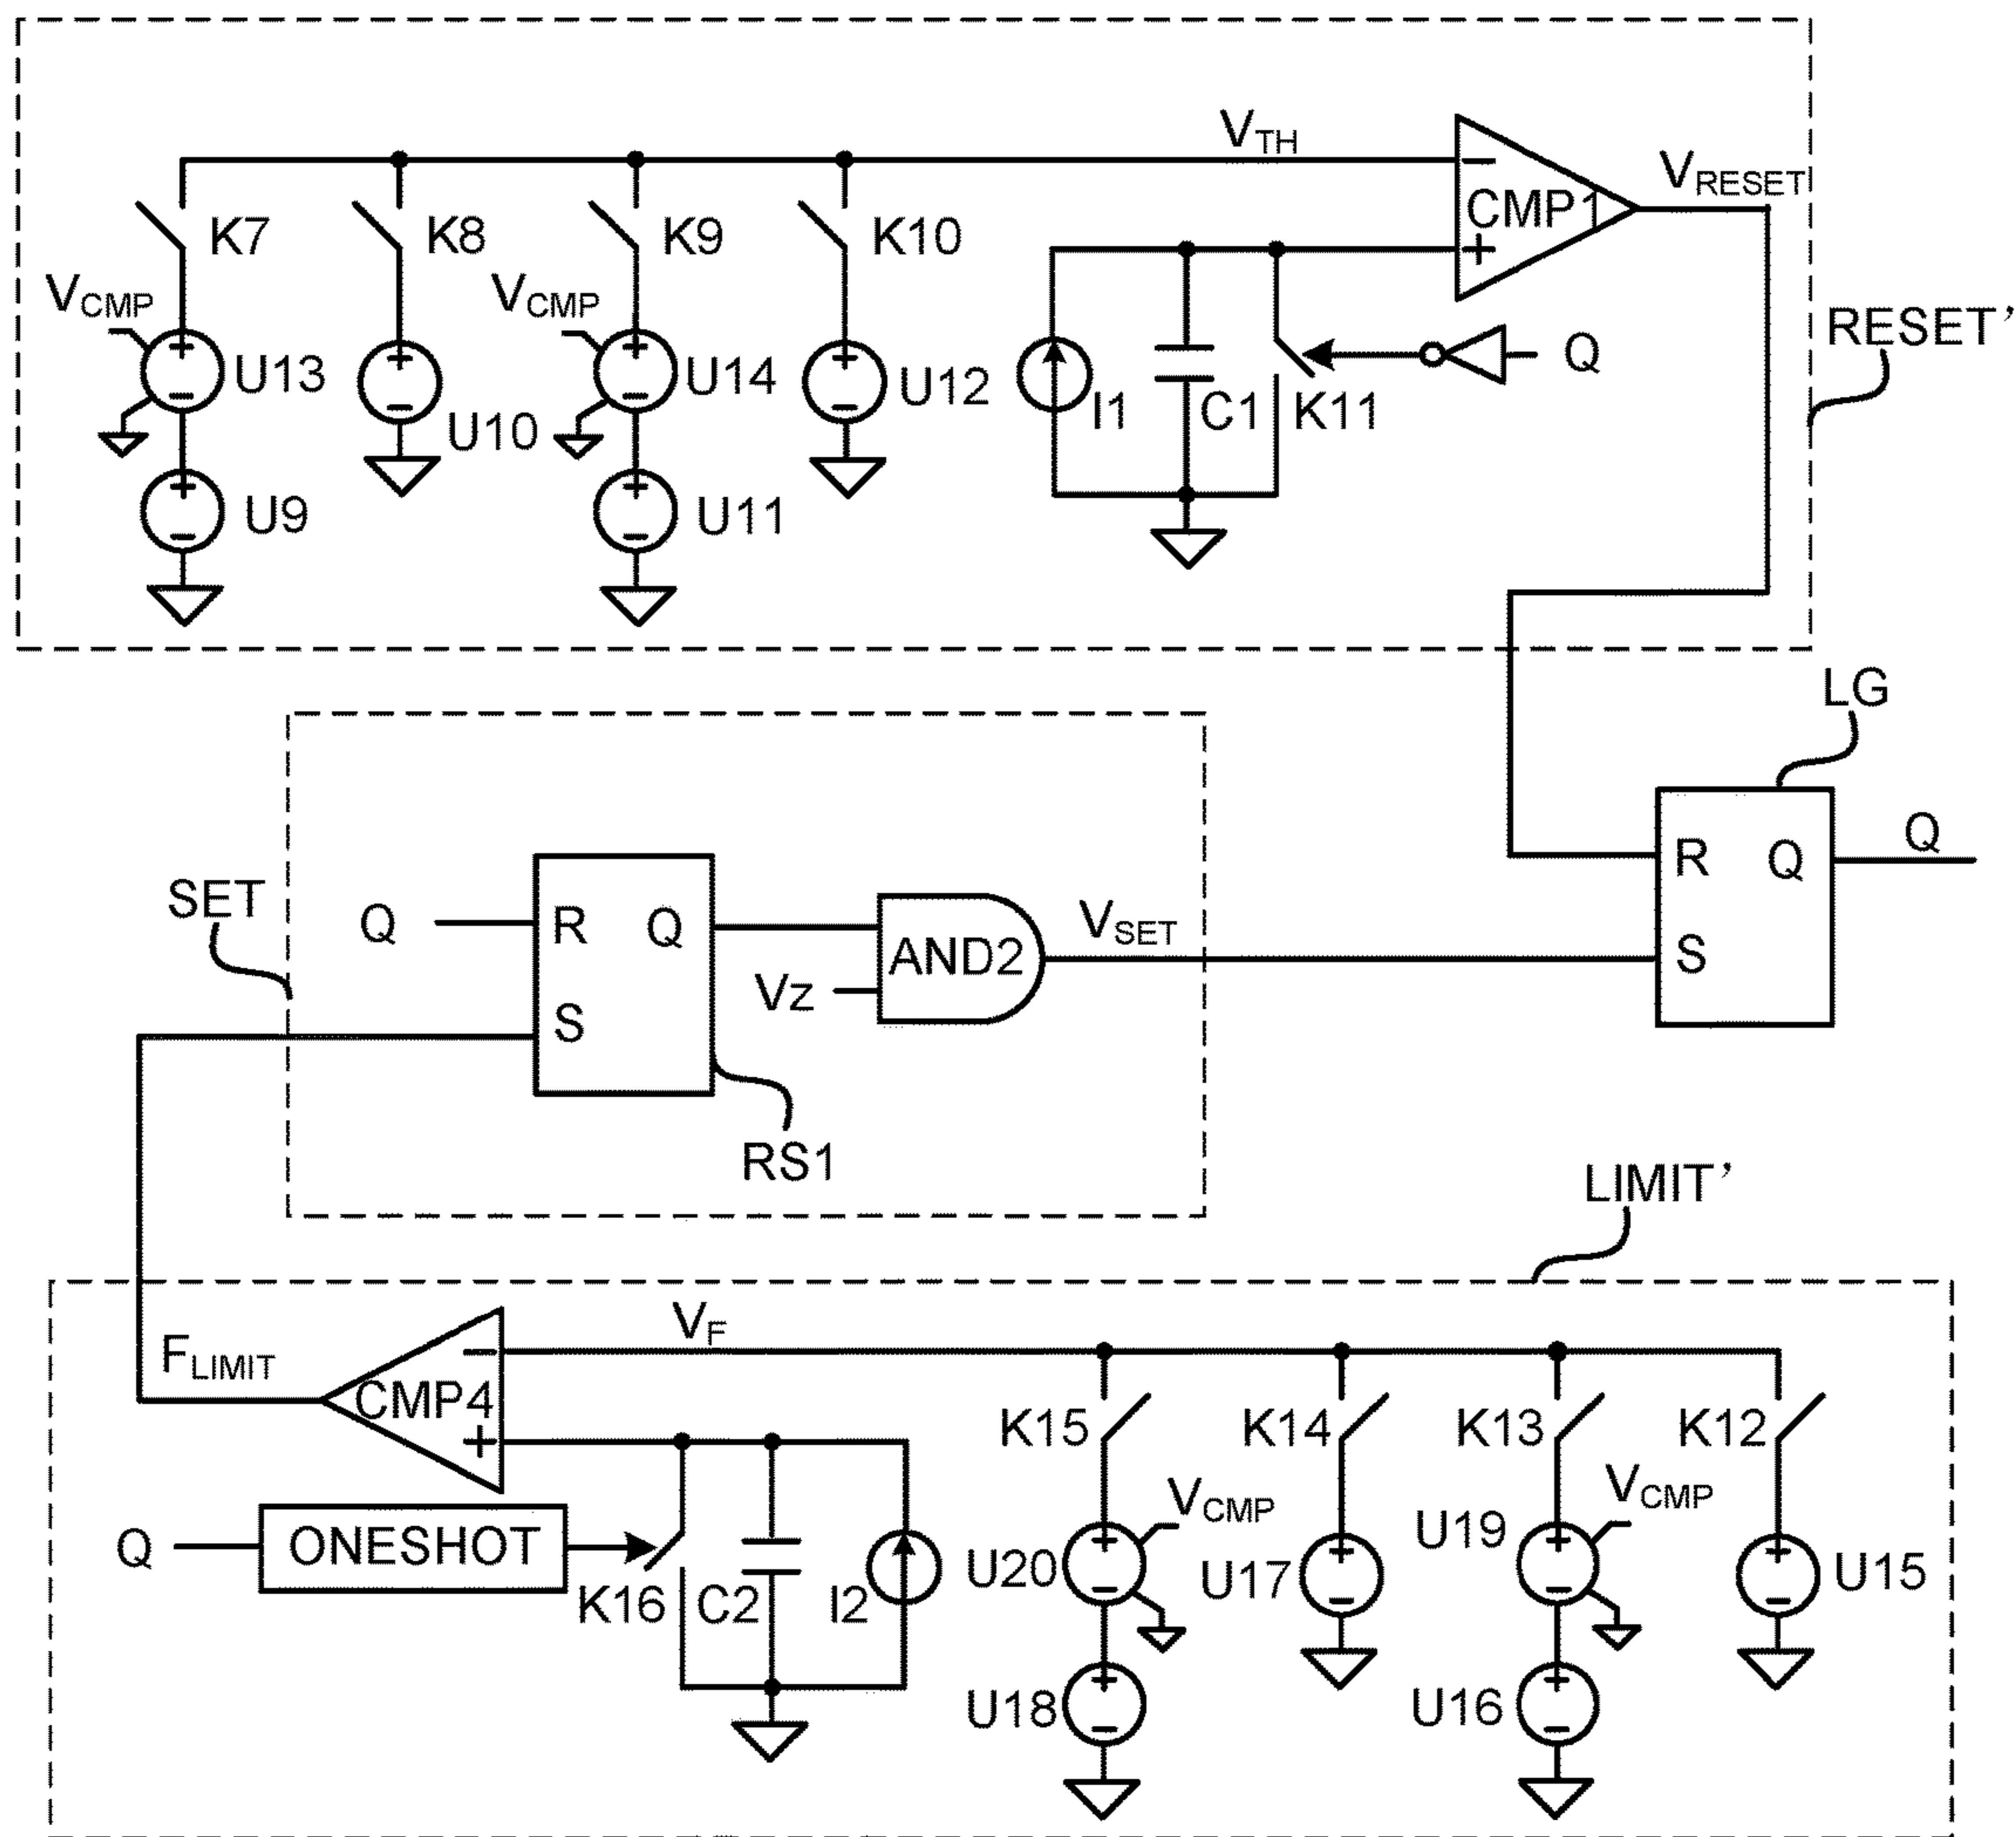 VTH
VRESET
CMP1
−
+
K7
K8
K9
K10
VCMP
VCMP
+
−
U13
+
−
U10
+
−
U14
+
−
U12
I1
C1
K11
Q
RESET’
+
−
U9
+
−
U11
LG
R
Q
Q
S
SET
Q
R
Q
S
AND2
VSET
Vz
RS1
LIMIT’
FLIMIT
VF
−
CMP4
+
K15
K14
K13
K12
Q
ONESHOT
K16
C2
I2
VCMP
VCMP
U20
+
−
U17
+
−
U19
+
−
+
−
U15
U18
+
−
U16
+
−